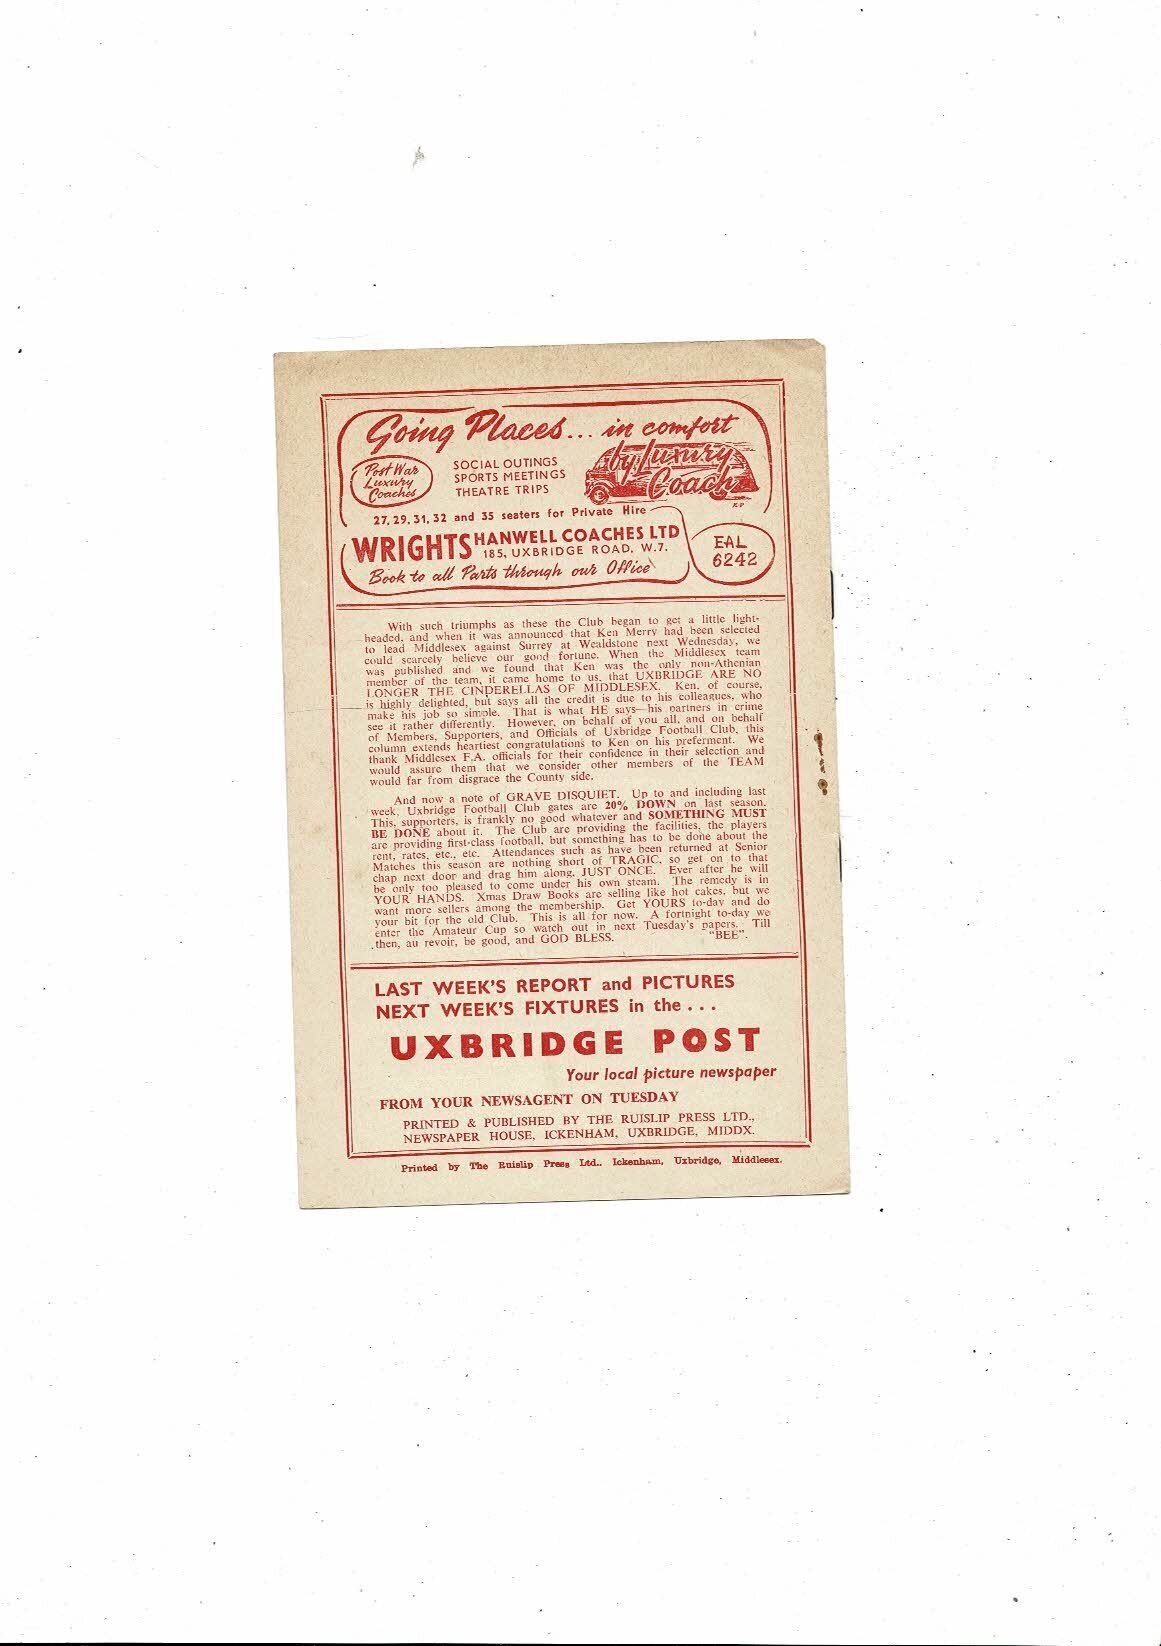 Going Places... in comfort
by Luxury
Coach
Post War
Luxury
Coaches
SOCIAL OUTINGS
SPORTS MEETINGS
THEATRE TRIPS
27, 29, 31, 32 and 35 seaters for Private Hire
WRIGHTS HANWELL COACHES LTD
185, UXBRIDGE ROAD, W.7.
Book to all Parts through our Office
EAL
6242
With such triumphs as these the Club began to get a little light-
headed, and when it was announced that Ken Merry had been selected
to lead Middlesex against Surrey at Wealdstone next Wednesday, we
could scarcely believe our good fortune. When the Middlesex team
was published and we found that Ken was the only non-Athenian
member of the team, it came home to us, that UXBRIDGE ARE NO
LONGER THE CINDERELLAS OF MIDDLESEX. Ken, of course,
is highly delighted, but says all the credit is due to his colleagues, who
make his job so simple. That is what HE says—his partners in crime
see it rather differently. However, on behalf of you all, and on behalf
of Members, Supporters, and Officials of Uxbridge Football Club, this
column extends heartiest congratulations to Ken on his preferment. We
thank Middlesex F.A. officials for their confidence in their selection and
would assure them that we consider other members of the TEAM
would far from disgrace the County side.
And now a note of GRAVE DISQUIET. Up to and including last
week, Uxbridge Football Club gates are 20% DOWN on last season.
This, supporters, is frankly no good whatever and SOMETHING MUST
BE DONE about it. The Club are providing the facilities, the players
are providing first-class football, but something has to be done about the
rent, rates, etc., etc. Attendances such as have been returned at Senior
Matches this season are nothing short of TRAGIC, so get on to that
chap next door and drag him along, JUST ONCE. Ever after he will
be only too pleased to come under his own steam. The remedy is in
YOUR HANDS. Xmas Draw Books are selling like hot cakes, but we
want more sellers among the membership. Get YOURS to-day and do
your bit for the old Club. This is all for now. A fortnight to-day we
enter the Amateur Cup so watch out in next Tuesday's papers. Till
then, au revoir, be good, and GOD BLESS. "BEE".
LAST WEEK'S REPORT and PICTURES
NEXT WEEK'S FIXTURES in the ...
UXBRIDGE POST
Your local picture newspaper
FROM YOUR NEWSAGENT ON TUESDAY
PRINTED & PUBLISHED BY THE RUISLIP PRESS LTD.,
NEWSPAPER HOUSE, ICKENHAM, UXBRIDGE, MIDDX.
Printed by The Ruislip Press Ltd., Ickenham, Uxbridge, Middlesex.